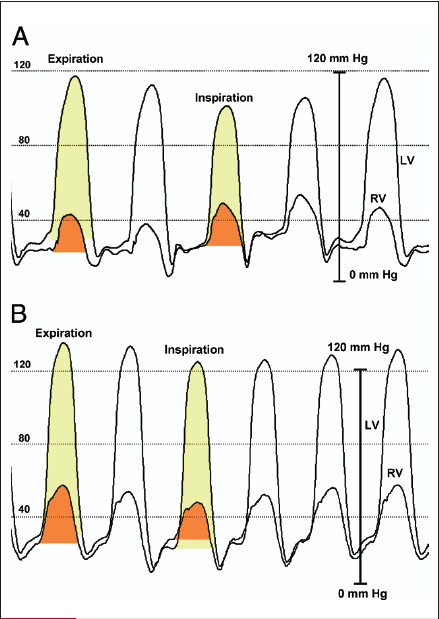 A
Expiration
120 mm Hg
120
Inspiration
80
LV
RV
40
0 mm Hg
B
Expiration
120 mm Hg
Inspiration
120
LV
80
RV
40
0 mm Hg